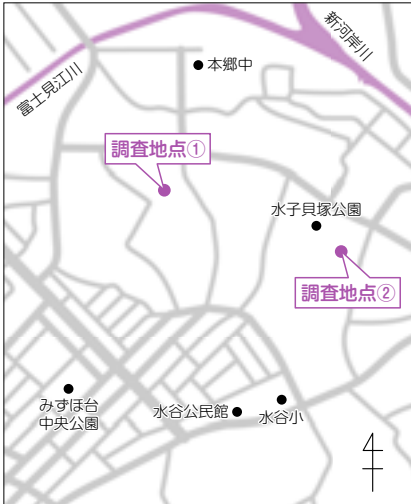 新河岸川
富士見江川
本郷中
調査地点①
水子貝塚公園
調査地点②
みずほ台
中央公園
水谷公民館
水谷小